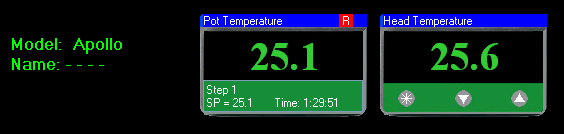 Model: Apollo
Name: - - - -
Pot Temperature R
25.1
Step 1
SP = 25.1 Time: 1:29:51
Head Temperature
25.6